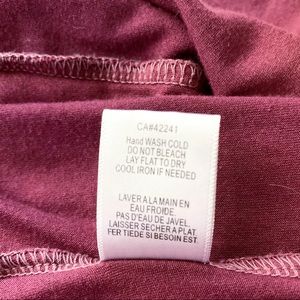 CA#42241
Hand WASH COLD
DO NOT BLEACH
LAY FLAT TO DRY
COOL IRON IF NEEDED
LAVER A LA MAIN EN
EAU FROIDE.
PAS D'EAU DE JAVEL.
LAISSER SECHER A PLAT
FER TIEDE SI BESOIN EST.